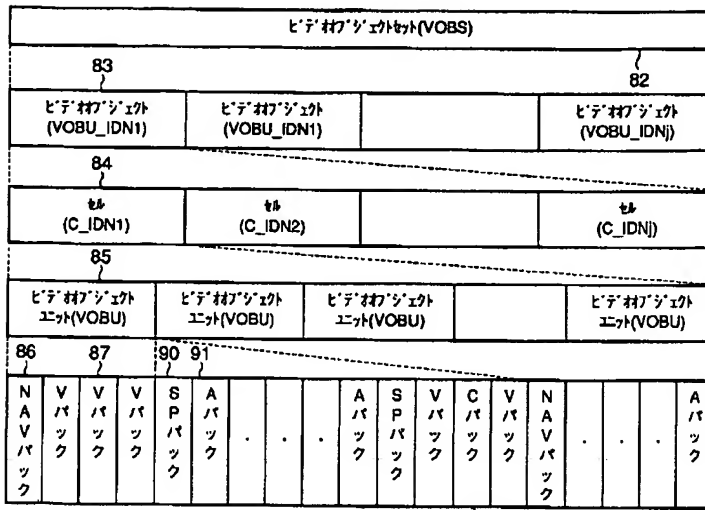 ビデオオブジェクトセット(VOBS)
83
82
ビデオオブジェクト
(VOBU_IDN1)
ビデオオブジェクト
(VOBU_IDN1)
ビデオオブジェクト
(VOBU_IDNj)
84
セル
(C_IDN1)
セル
(C_IDN2)
セル
(C_IDNj)
85
ビデオオブジェクト
ユニット(VOBU)
ビデオオブジェクト
ユニット(VOBU)
ビデオオブジェクト
ユニット(VOBU)
ビデオオブジェクト
ユニット(VOBU)
86
87
90
91
NAVパック
Vパック
Vパック
Vパック
SPパック
Aパック
・
・
・
Aパック
SPパック
Vパック
Cパック
Vパック
NAVパック
・
・
・
Aパック